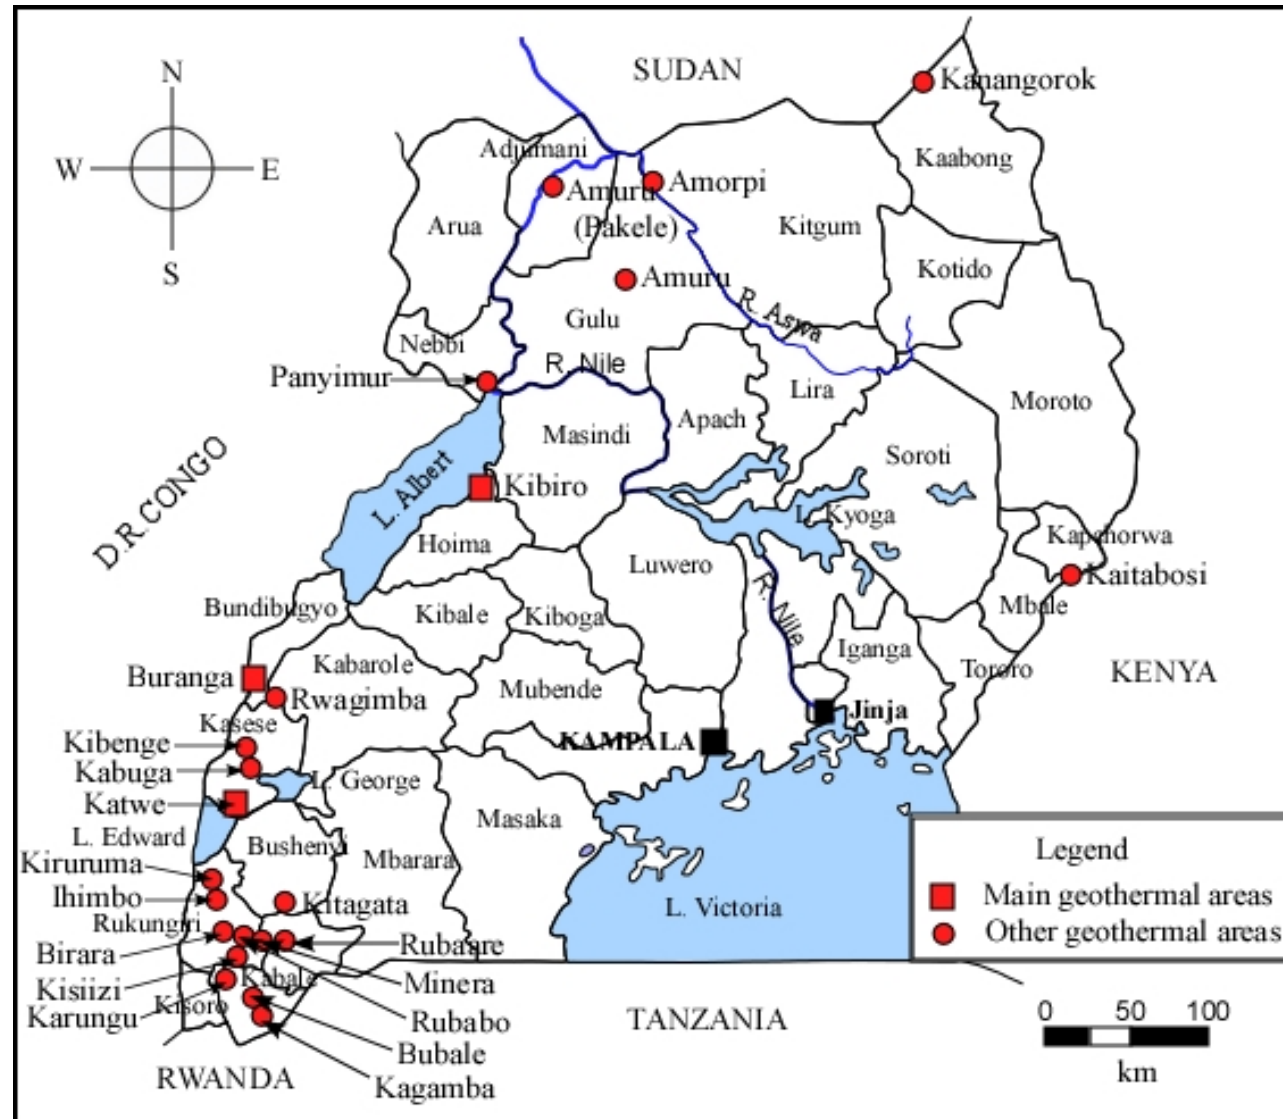 SUDAN
Kanangorok
N
W
E
S
Adjumani
Kaabong
Amuru
(Pakele)
Amorpi
Arua
Kitgum
Kotido
Amuru
R. Aswa
Gulu
Nebbi
R. Nile
Panyimur
Lira
Moroto
Apach
Masindi
Soroti
D.R. CONGO
L. Albert
Kibiro
L. Kyoga
Kapchorwa
Hoima
Luwero
Kaitabosi
Bundibugyo
Kibale
Kiboga
R. Nile
Mbale
Iganga
Kabarole
Tororo
KENYA
Buranga
Mubende
Rwagimba
Jinja
Kasese
KAMPALA
Kibenge
Kabuga
L. George
Katwe
Masaka
L. Edward
Bushenyi
Mbarara
Legend
Kiruruma
Main geothermal areas
Ihimbo
Kitagata
L. Victoria
Other geothermal areas
Rukungiri
Rubaare
Birara
Kabale
Minera
Kisiizi
Kisoro
Karungu
Rubabo
TANZANIA
0 50 100
km
Bubale
RWANDA
Kagamba